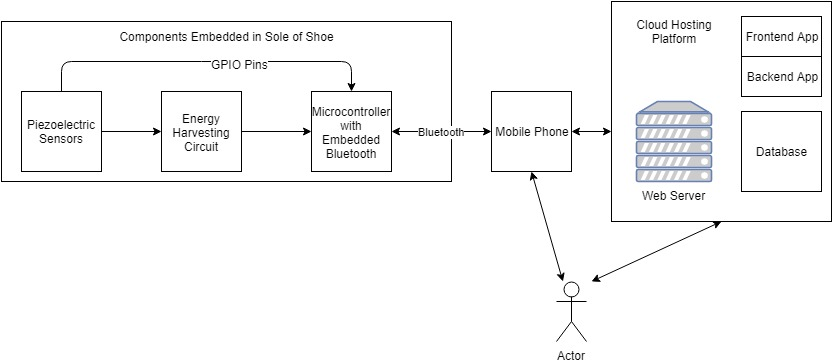 Components Embedded in Sole of Shoe
GPIO Pins
Piezoelectric
Sensors
Energy
Harvesting
Circuit
Microcontroller
with
Embedded
Bluetooth
Bluetooth
Mobile Phone
Cloud Hosting
Platform
Web Server
Frontend App
Backend App
Database
Actor